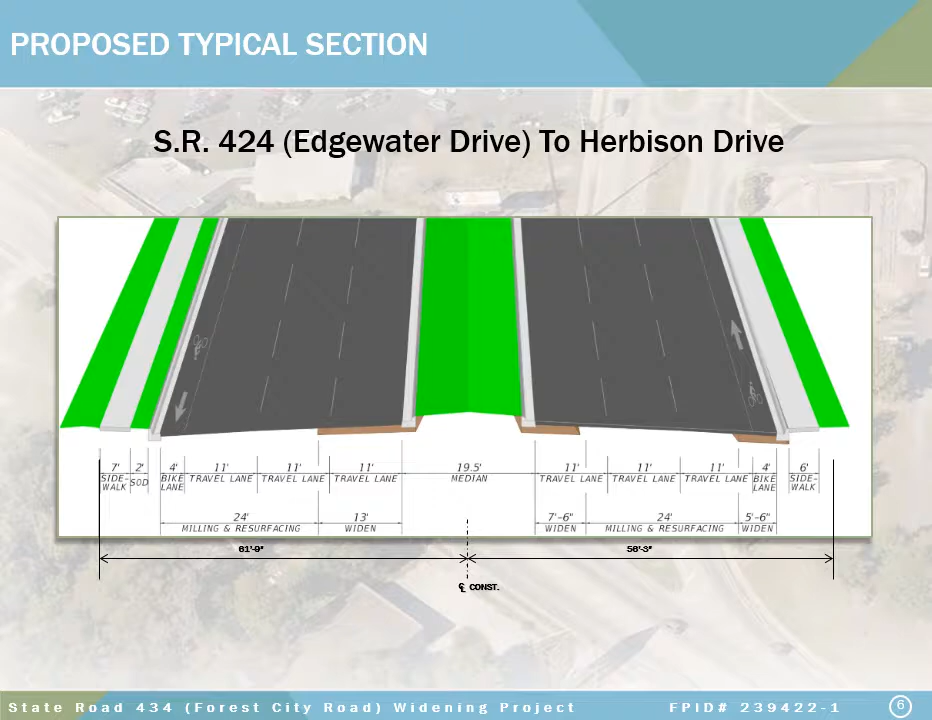 PROPOSED TYPICAL SECTION
S.R. 424 (Edgewater Drive) To Herbison Drive
7' 2' 4' 11' 11' 11' 19.5' 11' 11' 11' 4' 6'
SIDE-WALK SOD BIKE LANE TRAVEL LANE TRAVEL LANE TRAVEL LANE MEDIAN TRAVEL LANE TRAVEL LANE TRAVEL LANE BIKE LANE SIDE-WALK
24' 13' 7'-6" 24' 5'-6"
MILLING & RESURFACING WIDEN WIDEN MILLING & RESURFACING WIDEN
61'-9" 56'-3"
℄ CONST.
State Road 434 (Forest City Road) Widening Project FPID# 239422-1 6